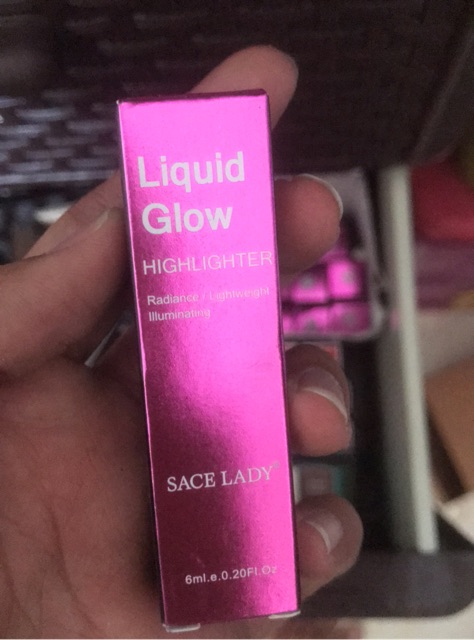 Liquid
Glow
HIGHLIGHTER
Radiance / Lightweight
Illuminating
SACE LADY
6ml.e.0.20Fl.Oz